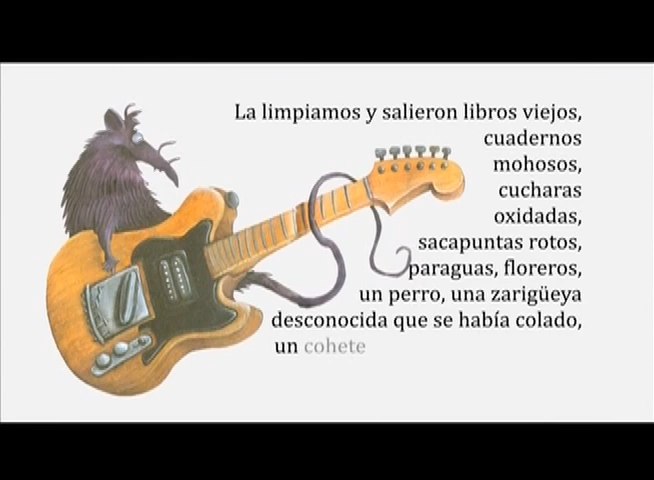 La limpiamos y salieron libros viejos,
cuadernos
mohosos,
cucharas
oxidadas,
sacapuntas rotos,
paraguas, floreros,
un perro, una zarigüeya
desconocida que se había colado,
un cohete